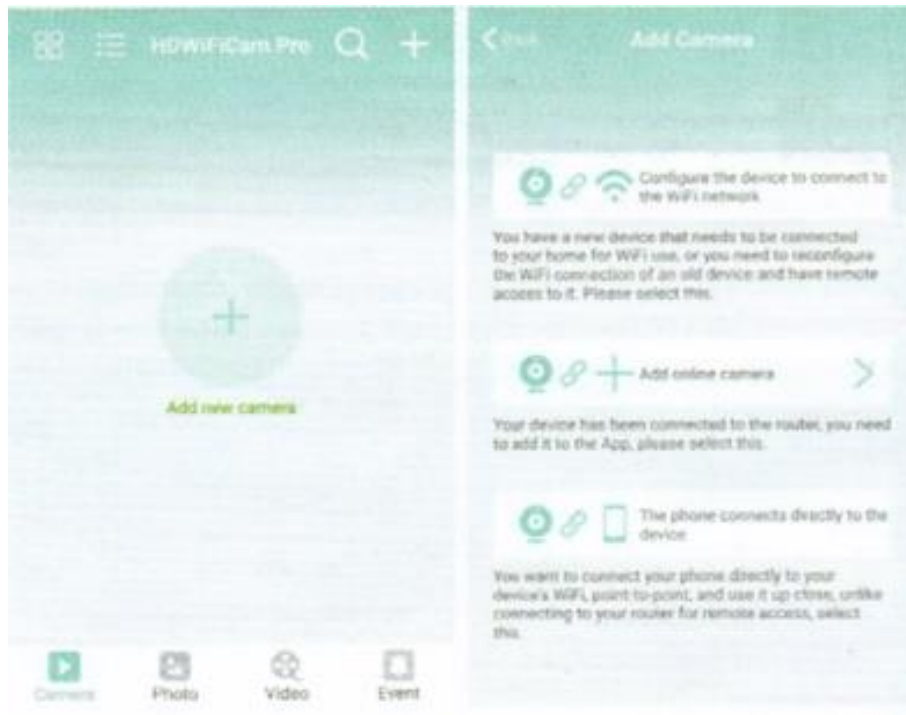 HDWiFiCam Pro
Add new camera
Camera
Photo
Video
Event
Back
Add Camera
Configure the device to connect to
the WiFi network
You have a new device that needs to be connected
to your home for WiFi use, or you need to reconfigure
the WiFi connection of an old device and have remote
access to it. Please select this.
Add online camera
Your device has been connected to the router, you need
to add it to the App, please select this.
The phone connects directly to the
device
You want to connect your phone directly to your
device's WiFi, point-to-point, and use it up close, unlike
connecting to your router for remote access, select
this.